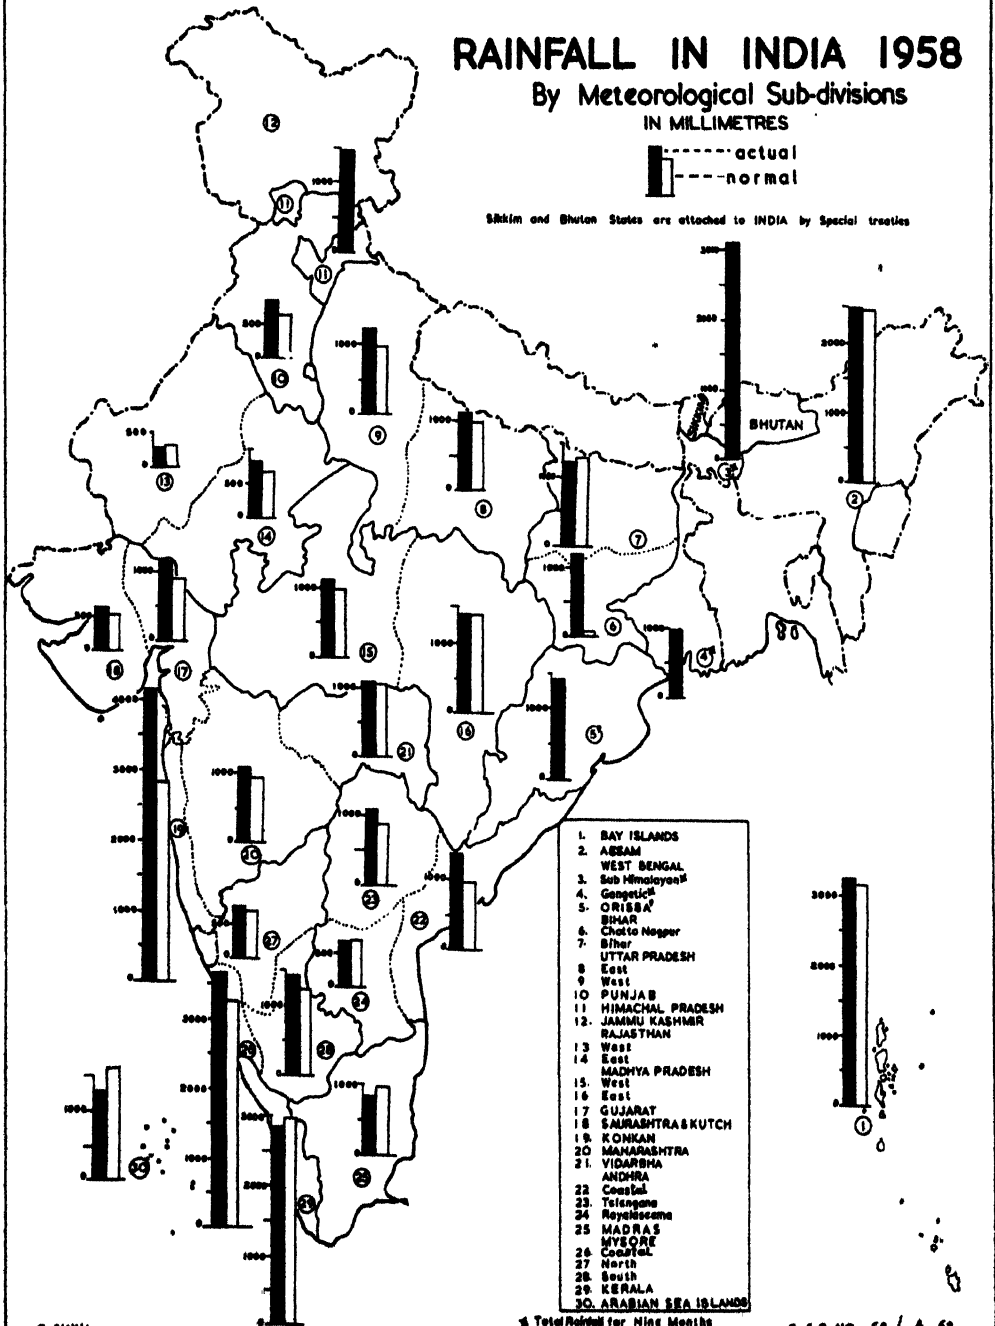 RAINFALL IN INDIA 1958
By Meteorological Sub-divisions
IN MILLIMETRES
actual
normal
Sikkim and Bhutan States are attached to INDIA by Special treaties
BHUTAN
1. BAY ISLANDS
2. ASSAM
WEST BENGAL
3. Sub Himalayan
4. Gangetic
5. ORISSA
BIHAR
6. Chotta Nagpur
7. Bihar
UTTAR PRADESH
8 East
9 West
10 PUNJAB
11 HIMACHAL PRADESH
12. JAMMU KASHMIR
RAJASTHAN
13 West
14 East
MADHYA PRADESH
15. West
16 East
17 GUJARAT
18 SAURASHTRA & KUTCH
19. KONKAN
20 MAHARASHTRA
21. VIDARBHA
ANDHRA
22 Coastal
23. Telengana
24 Rayalaseema
25 MADRAS
MYSORE
26 Coastal
27 North
28. South
29. KERALA
30. ARABIAN SEA ISLANDS
Total Rainfall for Nine Months